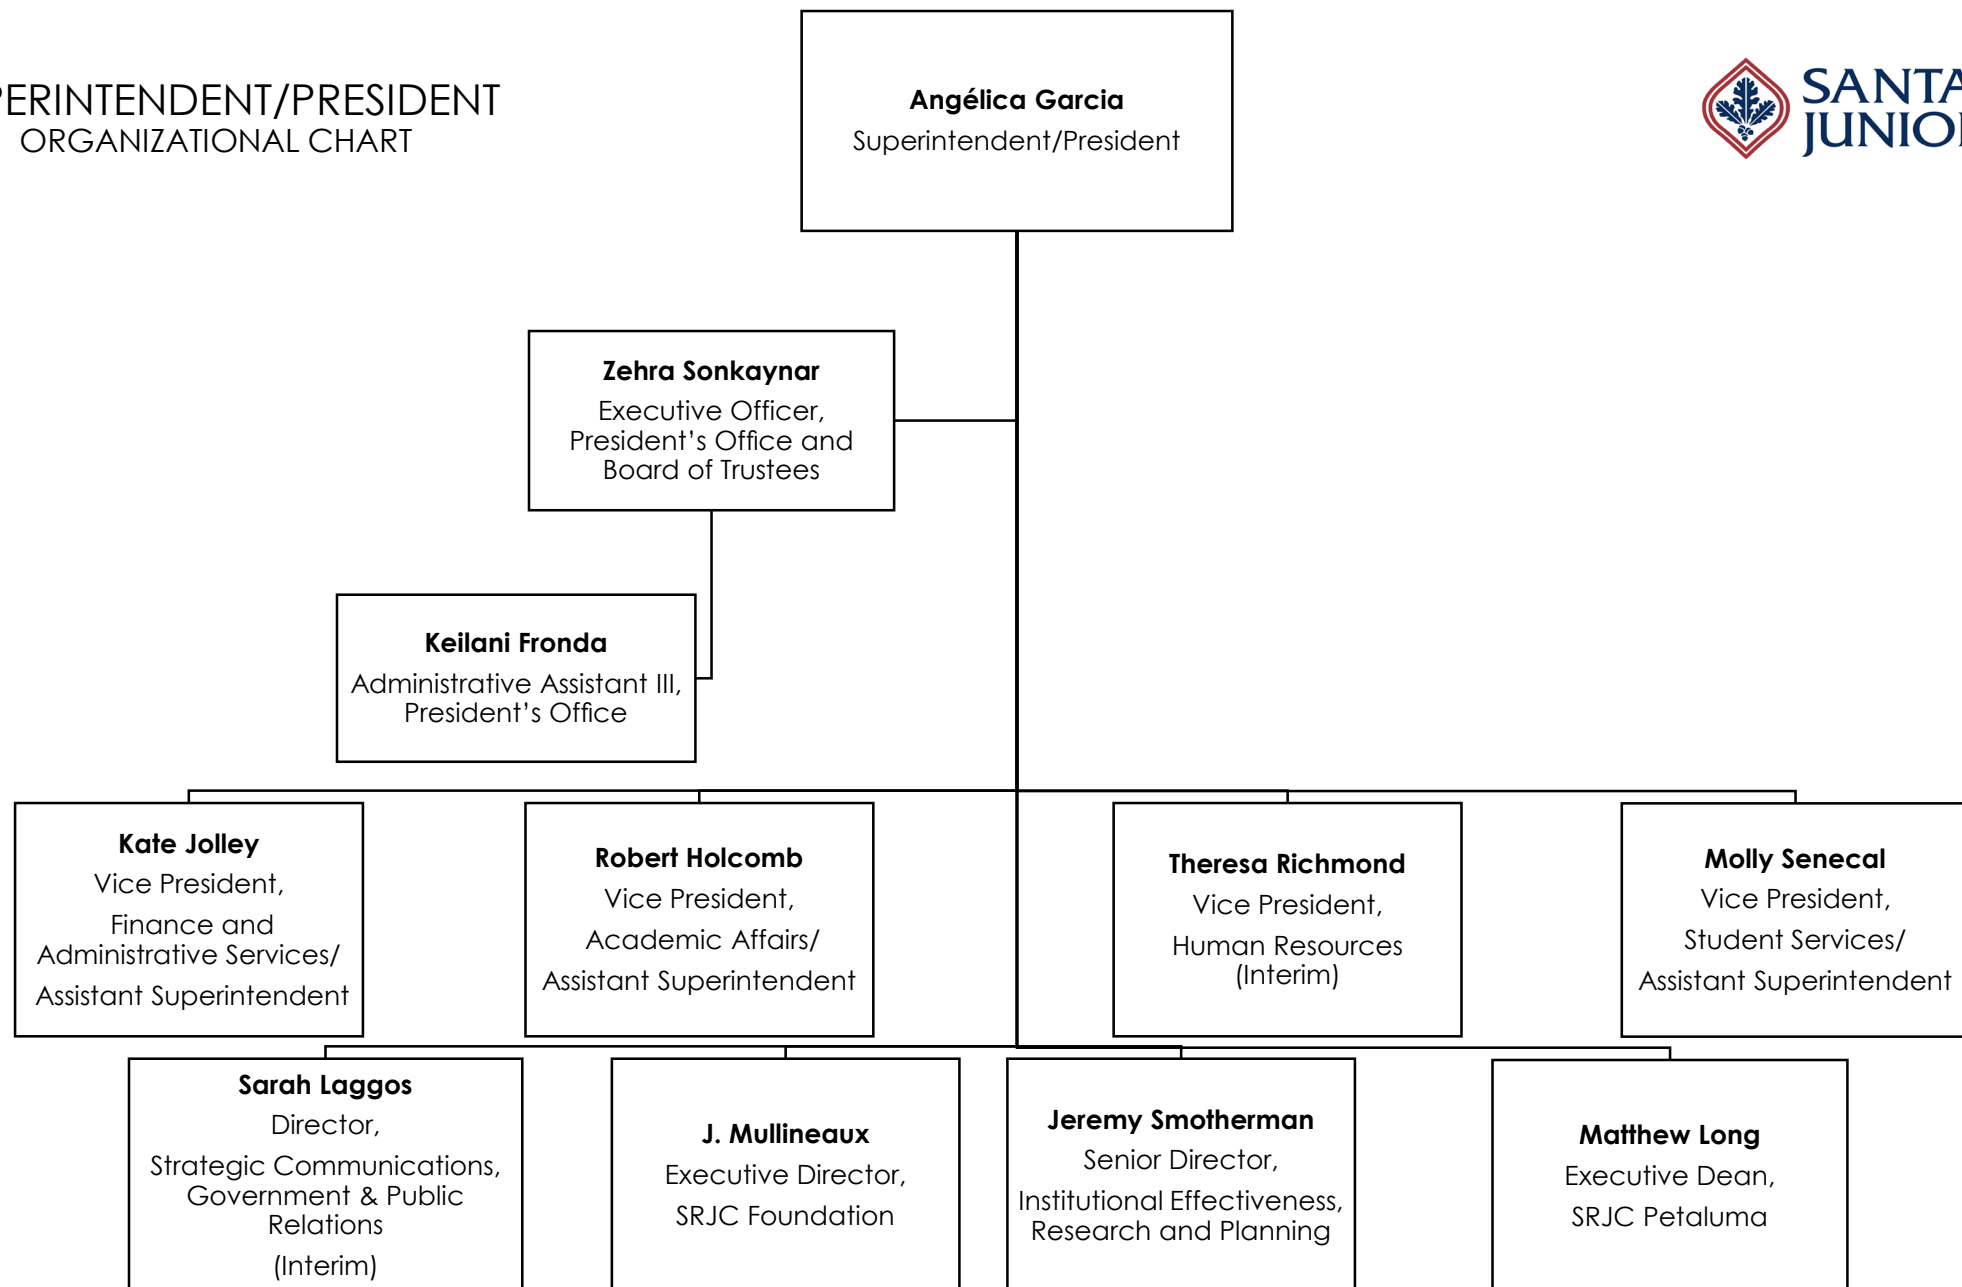 PERINTENDENT/PRESIDENT
ORGANIZATIONAL CHART
SANTA
JUNIOR
Angélica Garcia
Superintendent/President
Zehra Sonkaynar
Executive Officer,
President’s Office and
Board of Trustees
Keilani Fronda
Administrative Assistant III,
President’s Office
Kate Jolley
Vice President,
Finance and
Administrative Services/
Assistant Superintendent
Robert Holcomb
Vice President,
Academic Affairs/
Assistant Superintendent
Theresa Richmond
Vice President,
Human Resources
(Interim)
Molly Senecal
Vice President,
Student Services/
Assistant Superintendent
Sarah Laggos
Director,
Strategic Communications,
Government & Public
Relations
(Interim)
J. Mullineaux
Executive Director,
SRJC Foundation
Jeremy Smotherman
Senior Director,
Institutional Effectiveness,
Research and Planning
Matthew Long
Executive Dean,
SRJC Petaluma